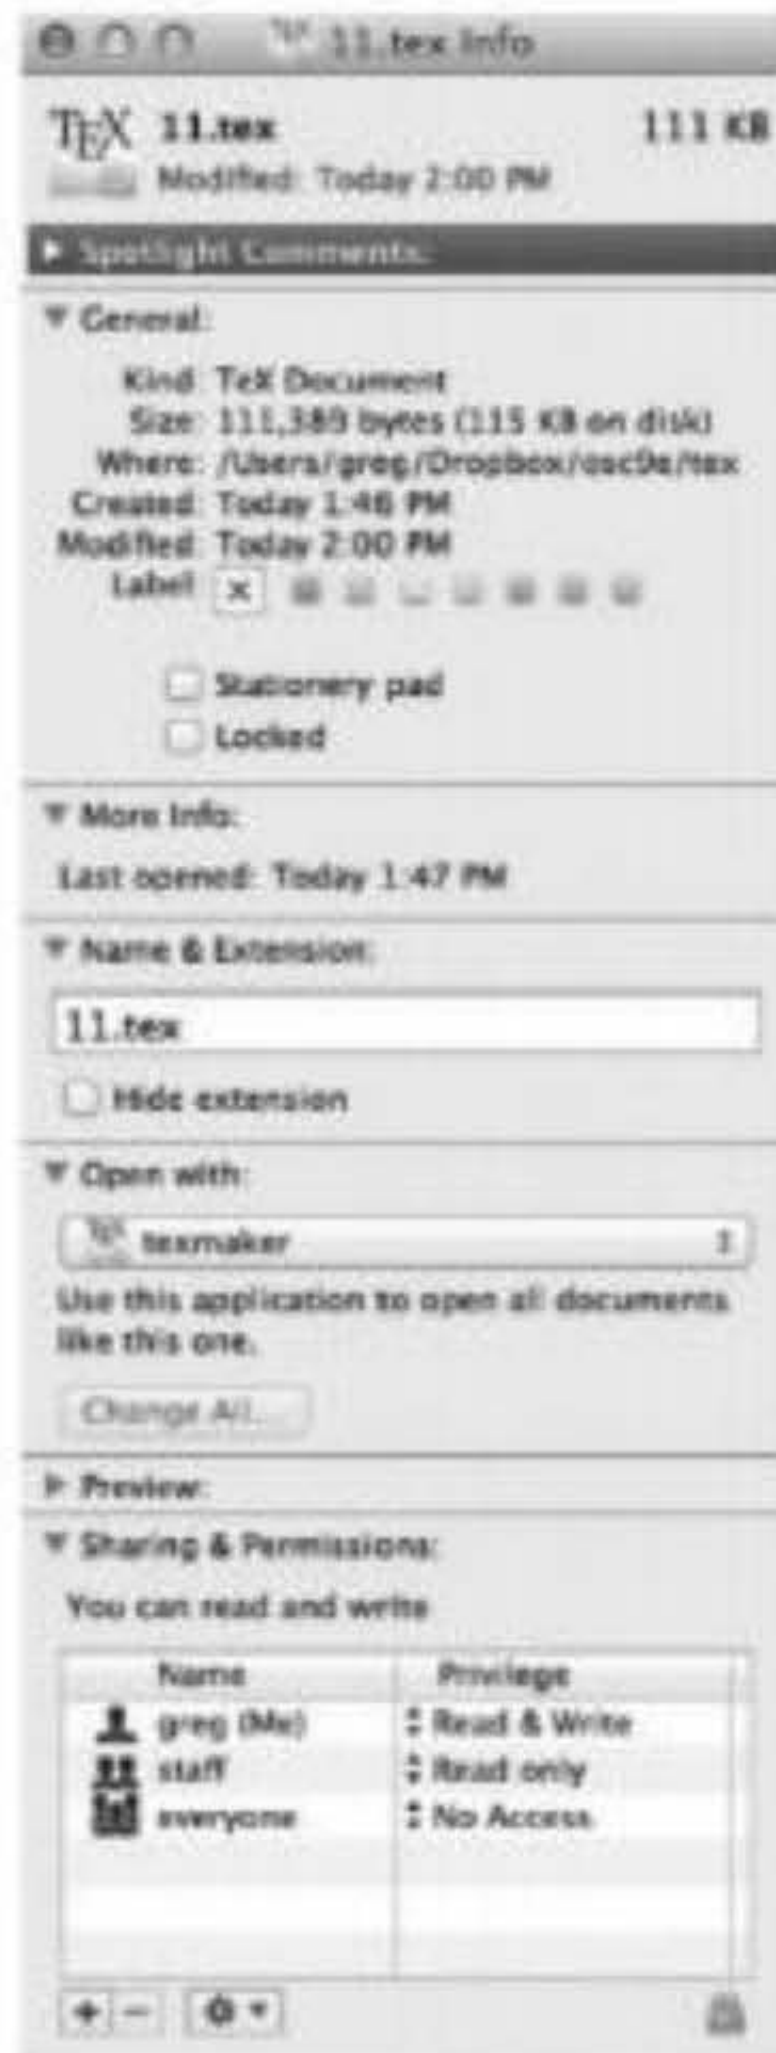 11.tex Info
TEX 11.tex 111 KB
Modified: Today 2:00 PM
Spotlight Comments:
General:
Kind: TeX Document
Size: 111,389 bytes (115 KB on disk)
Where: /Users/greg/Dropbox/osc9e/tex
Created: Today 1:46 PM
Modified: Today 2:00 PM
Label: x
Stationery pad
Locked
More Info:
Last opened: Today 1:47 PM
Name & Extension:
11.tex
Hide extension
Open with:
texmaker
Use this application to open all documents
like this one.
Change All...
Preview:
Sharing & Permissions:
You can read and write
Name Privilege
greg (Me) Read & Write
staff Read only
everyone No Access